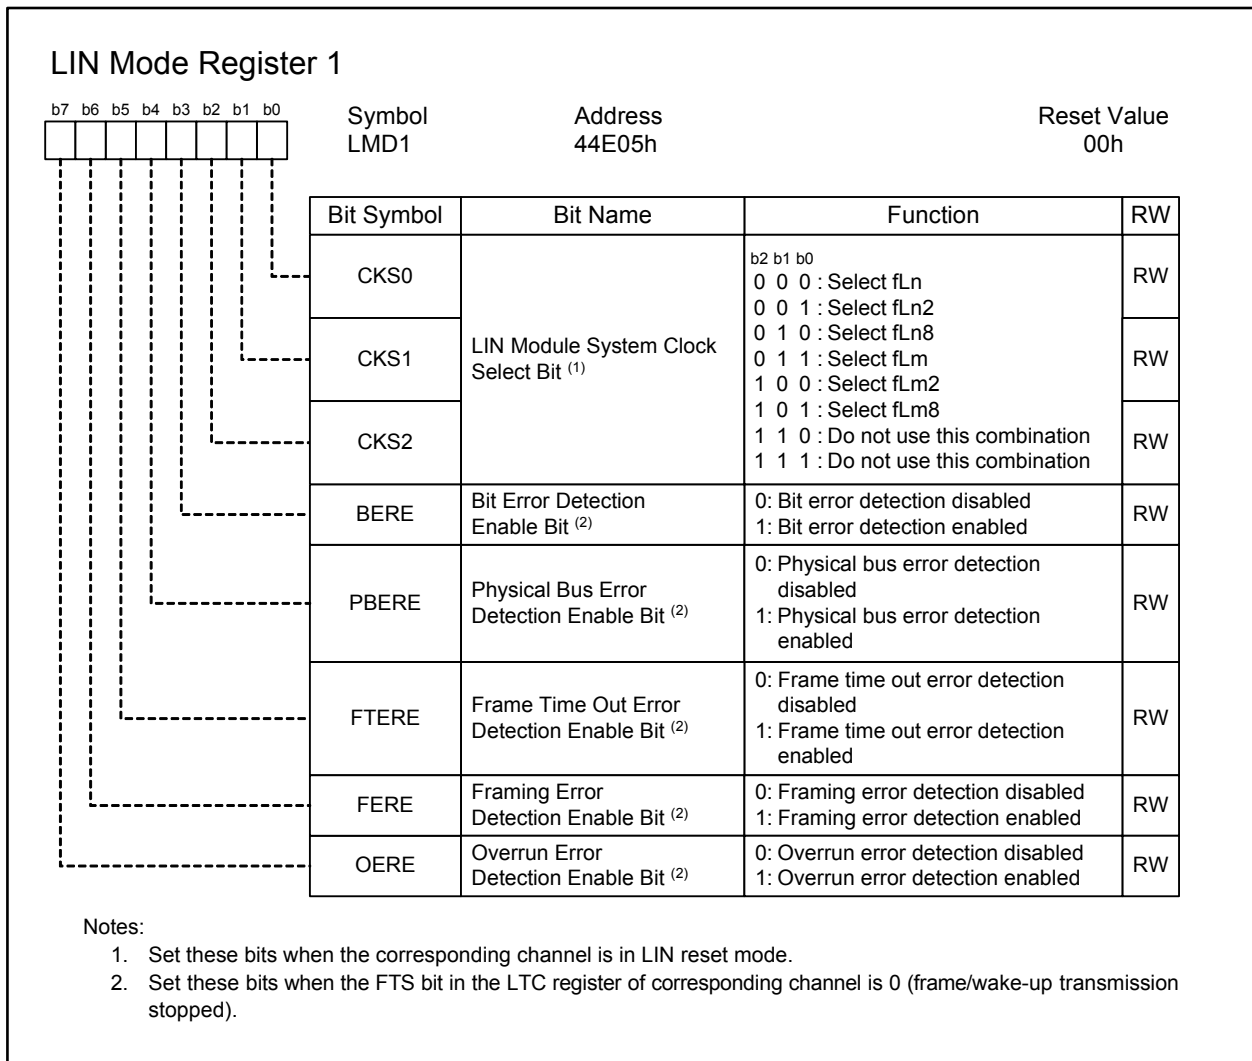 LIN Mode Register 1
b7 b6 b5 b4 b3 b2 b1 b0
Symbol Address Reset Value
LMD1 44E05h 00h
Bit Symbol Bit Name Function RW
CKS0
CKS1
CKS2
LIN Module System Clock
Select Bit (1)
b2 b1 b0
0 0 0 : Select fLn
0 0 1 : Select fLn2
0 1 0 : Select fLn8
0 1 1 : Select fLm
1 0 0 : Select fLm2
1 0 1 : Select fLm8
1 1 0 : Do not use this combination
1 1 1 : Do not use this combination
RW
RW
RW
BERE
Bit Error Detection
Enable Bit (2)
0: Bit error detection disabled
1: Bit error detection enabled
RW
PBERE
Physical Bus Error
Detection Enable Bit (2)
0: Physical bus error detection
disabled
1: Physical bus error detection
enabled
RW
FTERE
Frame Time Out Error
Detection Enable Bit (2)
0: Frame time out error detection
disabled
1: Frame time out error detection
enabled
RW
FERE
Framing Error
Detection Enable Bit (2)
0: Framing error detection disabled
1: Framing error detection enabled
RW
OERE
Overrun Error
Detection Enable Bit (2)
0: Overrun error detection disabled
1: Overrun error detection enabled
RW
Notes:
1. Set these bits when the corresponding channel is in LIN reset mode.
2. Set these bits when the FTS bit in the LTC register of corresponding channel is 0 (frame/wake-up transmission
stopped).